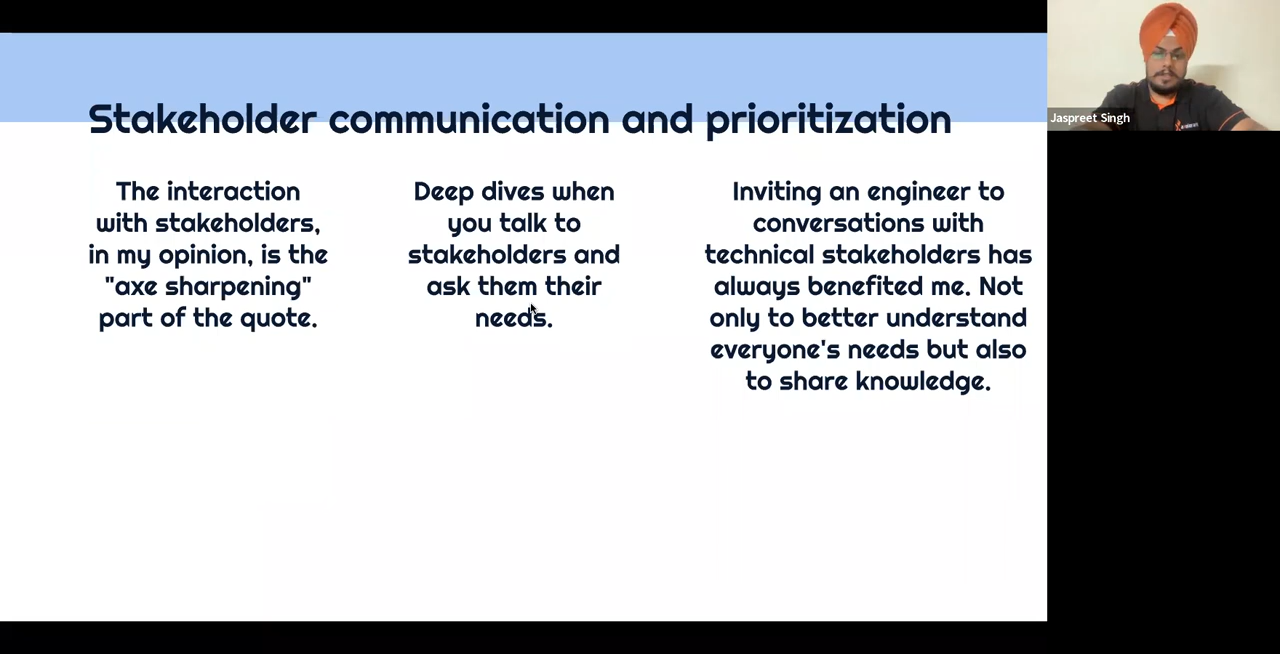 Stakeholder communication and prioritization
The interaction
with stakeholders,
in my opinion, is the
"axe sharpening"
part of the quote.
Deep dives when
you talk to
stakeholders and
ask them their
needs.
Inviting an engineer to
conversations with
technical stakeholders has
always benefited me. Not
only to better understand
everyone's needs but also
to share knowledge.
Jaspreet Singh